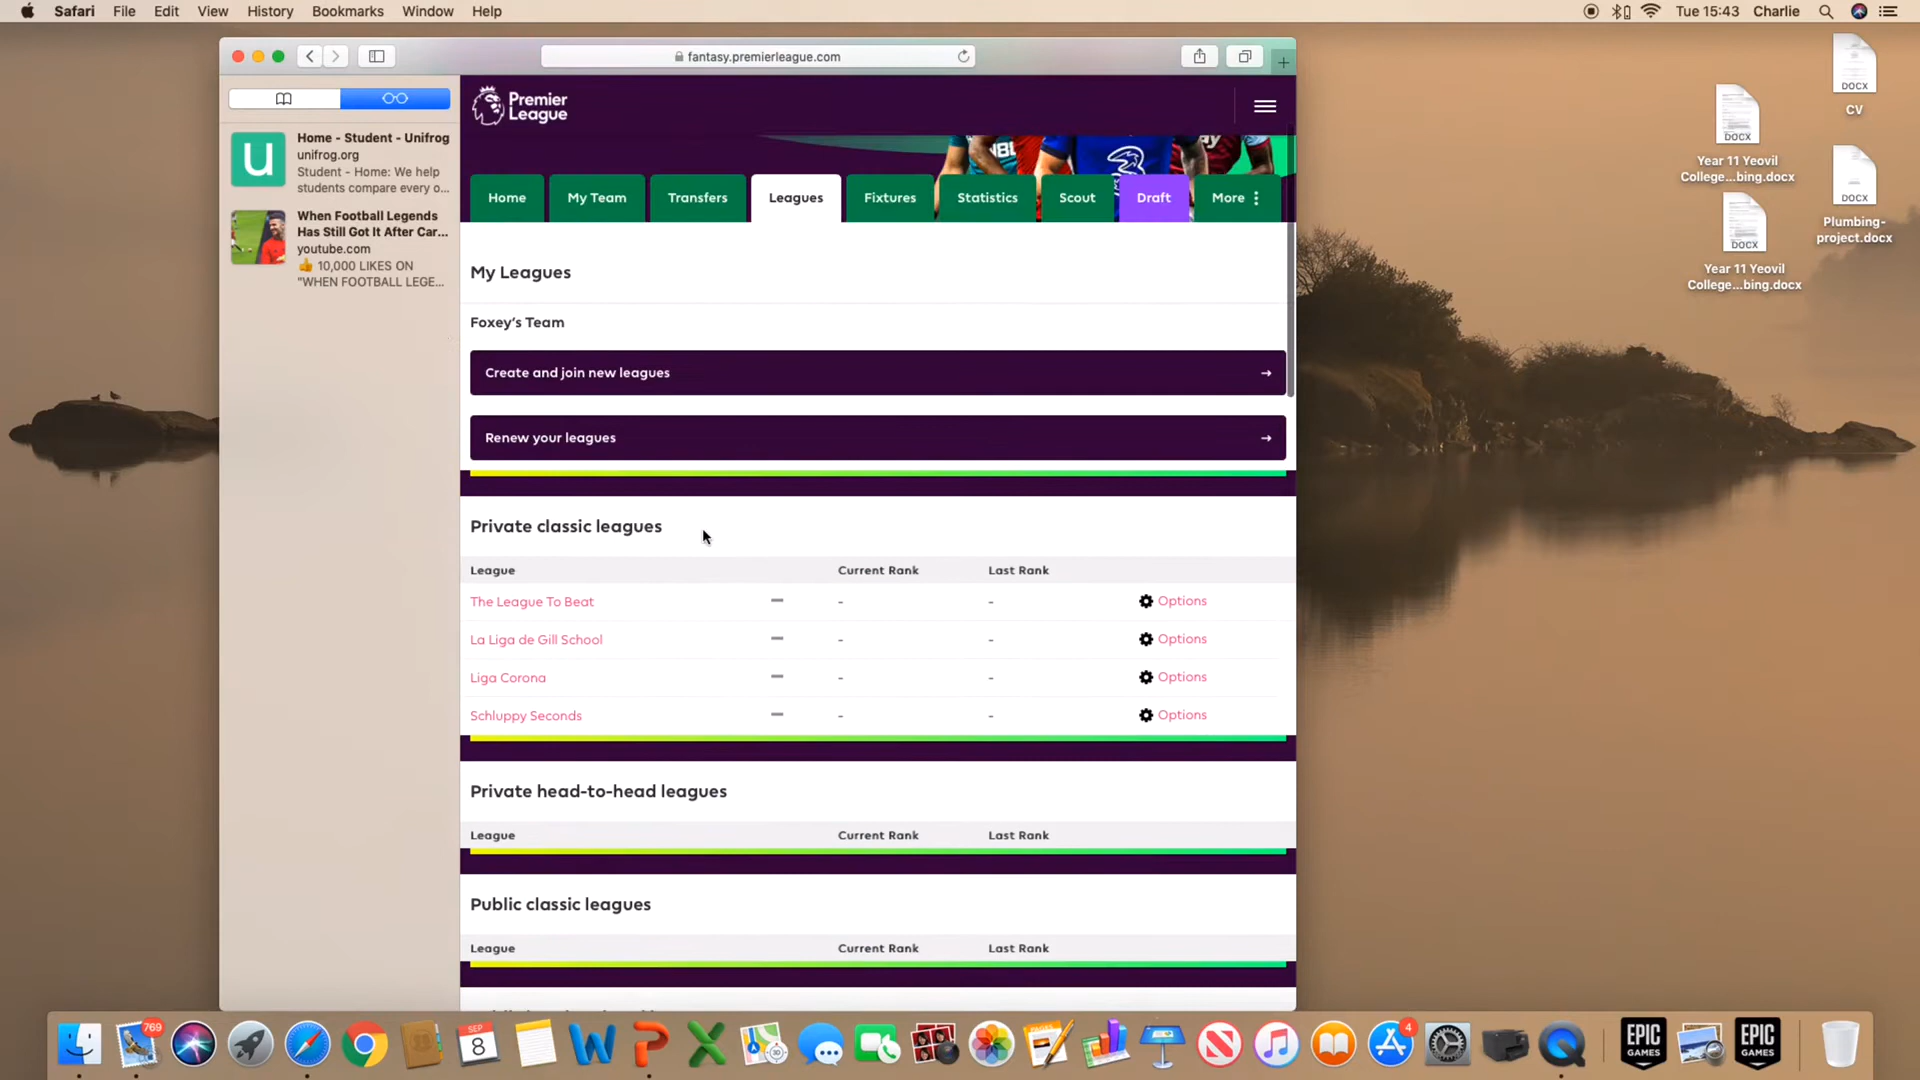 Safari File Edit View History Bookmarks Window Help
Tue 15:43 Charlie
fantasy.premierleague.com
Home - Student - Unifrog
unifrog.org
Student - Home: We help
students compare every o...
When Football Legends
Has Still Got It After Car...
youtube.com
👍 10,000 LIKES ON
"WHEN FOOTBALL LEGE...
Premier
League
Home My Team Transfers Leagues Fixtures Statistics Scout Draft More
My Leagues
Foxey's Team
Create and join new leagues →
Renew your leagues →
Private classic leagues
League Current Rank Last Rank
The League To Beat - - Options
La Liga de Gill School - - Options
Liga Corona - - Options
Schluppy Seconds - - Options
Private head-to-head leagues
League Current Rank Last Rank
Public classic leagues
League Current Rank Last Rank
DOCX
CV
DOCX
Year 11 Yeovil
College...bing.docx
DOCX
Plumbing-
project.docx
DOCX
Year 11 Yeovil
College...bing.docx
769
SEP
8
3D
4
EPIC
GAMES
EPIC
GAMES